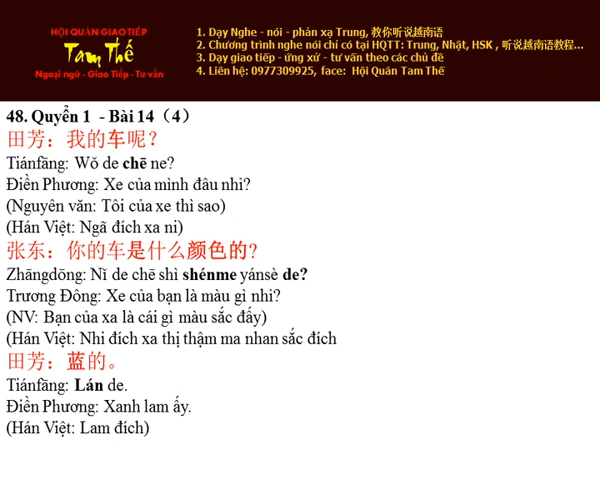 HỘI QUÁN GIAO TIẾP
Tam Thế
Ngoại ngữ - Giao Tiếp - Tư vấn
1. Dạy Nghe - nói - phản xạ Trung, 教你听说越南语
2. Chương trình nghe nói chỉ có tại HQTT: Trung, Nhật, HSK , 听说越南语教程...
3. Dạy giao tiếp - ứng xử - tư vấn theo các chủ đề
4. Liên hệ: 0977309925, face: Hội Quán Tam Thế
48. Quyển 1 - Bài 14（4）
田芳：我的车呢？
Tiánfāng: Wǒ de chē ne?
Điền Phương: Xe của mình đâu nhỉ?
(Nguyên văn: Tôi của xe thì sao)
(Hán Việt: Ngã đích xa ni)
张东：你的车是什么颜色的?
Zhāngdōng: Nǐ de chē shì shénme yánsè de?
Trương Đông: Xe của bạn là màu gì nhỉ?
(NV: Bạn của xa là cái gì màu sắc đấy)
(Hán Việt: Nhi đích xa thị thậm ma nhan sắc đích
田芳：蓝的。
Tiánfāng: Lán de.
Điền Phương: Xanh lam ấy.
(Hán Việt: Lam đích)